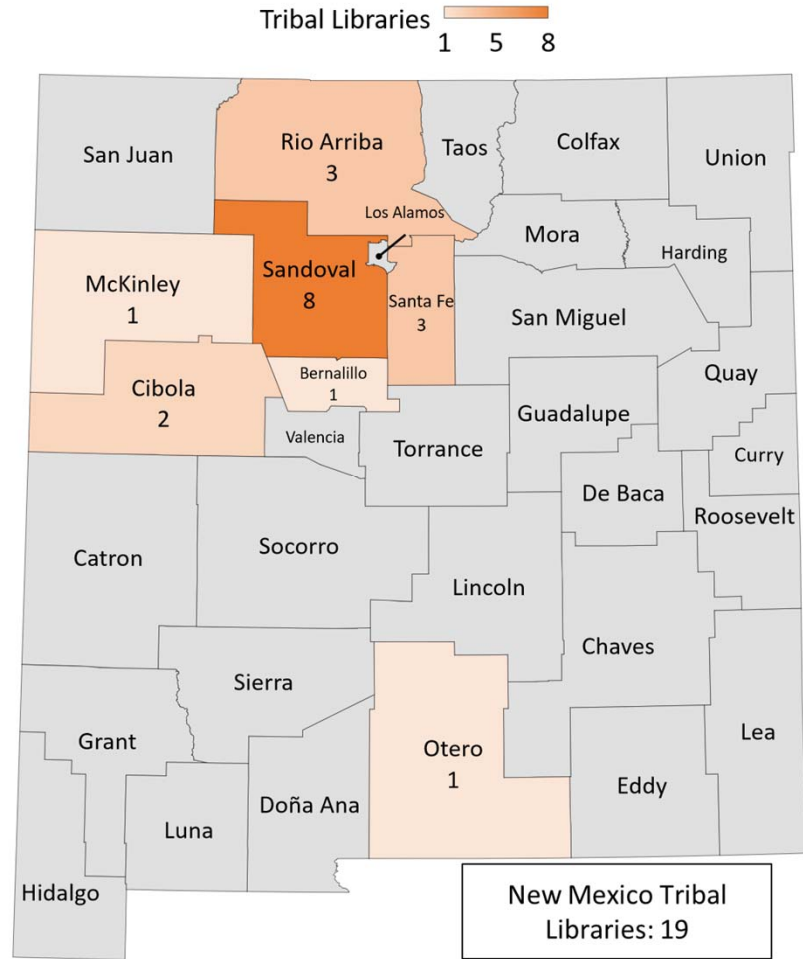 Tribal Libraries
1 5 8
San Juan
Rio Arriba
3
Taos
Colfax
Union
Los Alamos
Mora
Harding
McKinley
1
Sandoval
8
Santa Fe
3
San Miguel
Quay
Cibola
2
Bernalillo
1
Valencia
Torrance
Guadalupe
Curry
De Baca
Roosevelt
Catron
Socorro
Lincoln
Chaves
Sierra
Grant
Otero
1
Lea
Eddy
Doña Ana
Luna
Hidalgo
New Mexico Tribal
Libraries: 19